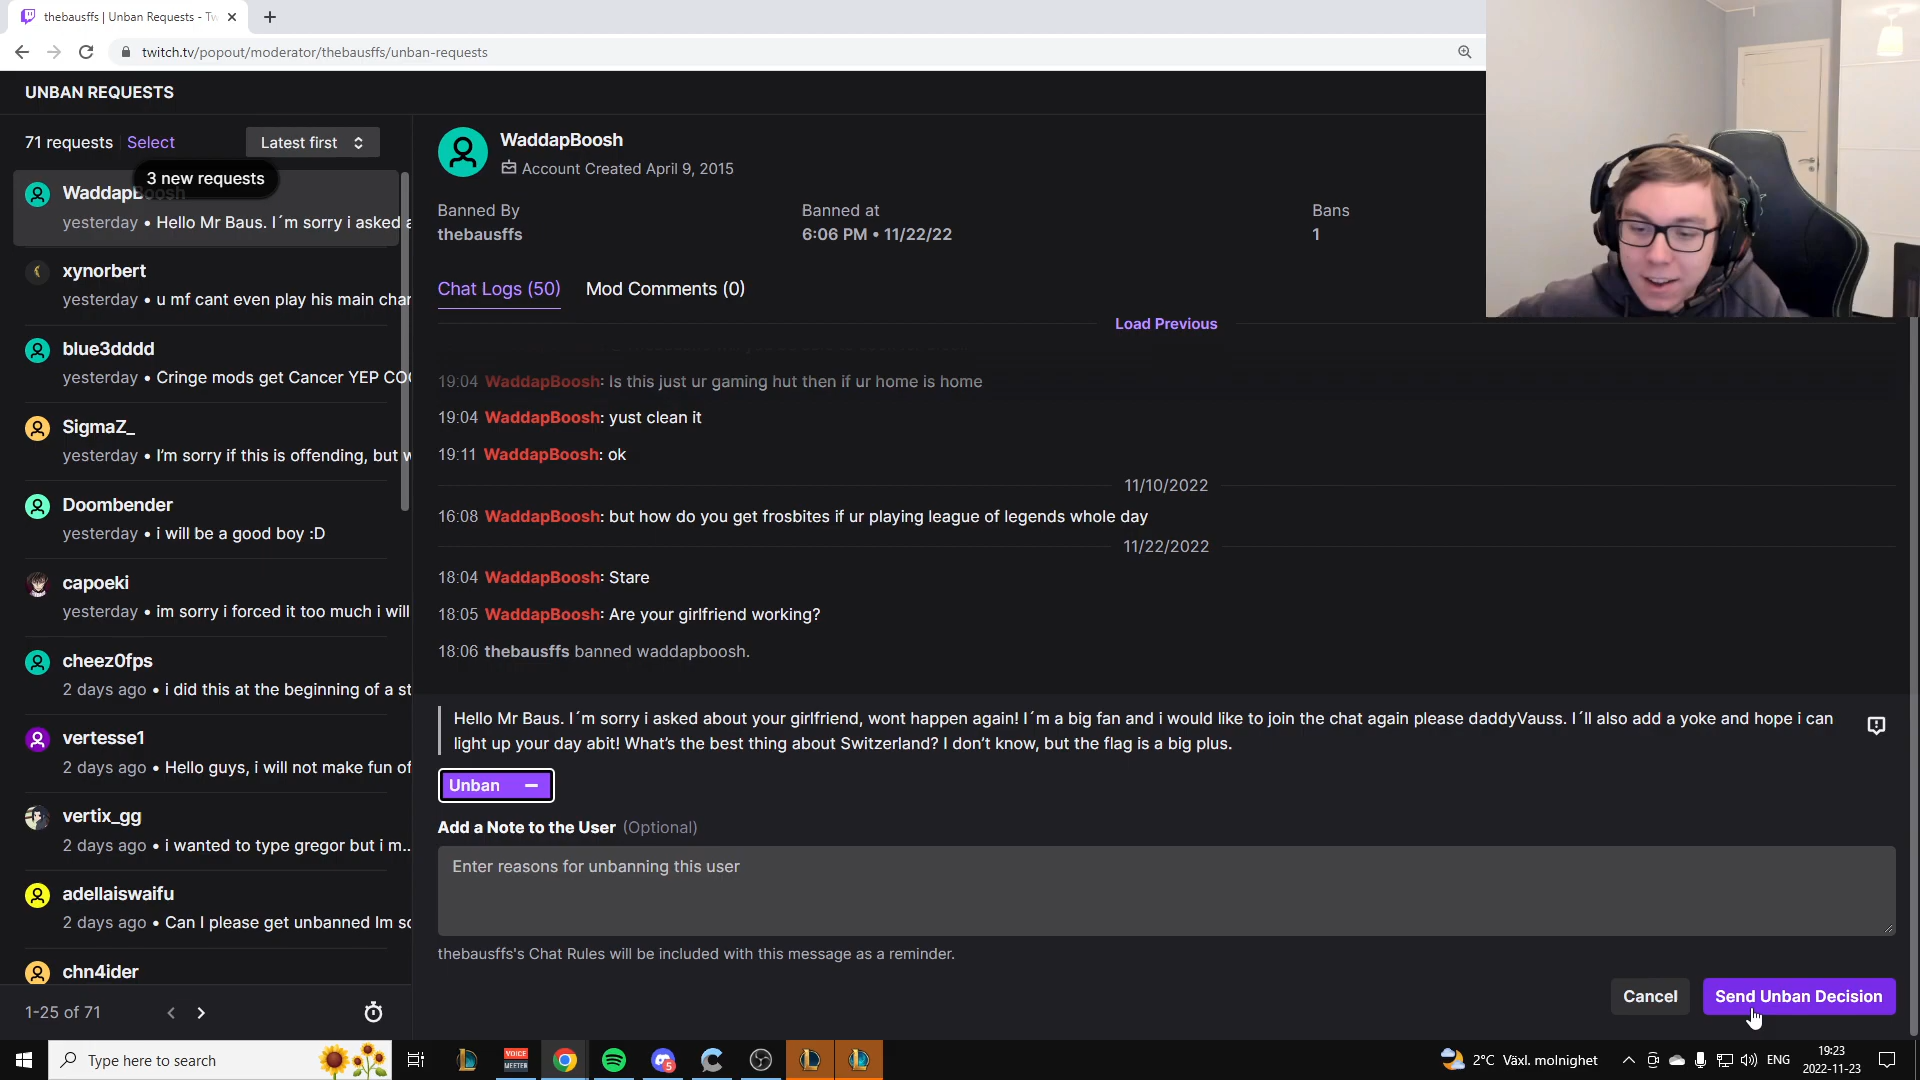 thebausffs | Unban Requests - Tw
twitch.tv/popout/moderator/thebausffs/unban-requests
UNBAN REQUESTS
71 requests Select Latest first
3 new requests
WaddapBoosh
yesterday • Hello Mr Baus. I´m sorry i asked a
xynorbert
yesterday • u mf cant even play his main char
blue3dddd
yesterday • Cringe mods get Cancer YEP COC
SigmaZ_
yesterday • I'm sorry if this is offending, but w
Doombender
yesterday • i will be a good boy :D
capoeki
yesterday • im sorry i forced it too much i will
cheez0fps
2 days ago • i did this at the beginning of a st
vertesse1
2 days ago • Hello guys, i will not make fun of
vertix_gg
2 days ago • i wanted to type gregor but i m...
adellaiswaifu
2 days ago • Can I please get unbanned Im so
chn4ider
1-25 of 71
WaddapBoosh
Account Created April 9, 2015
Banned By Banned at Bans
thebausffs 6:06 PM • 11/22/22 1
Chat Logs (50) Mod Comments (0)
Load Previous
19:04 WaddapBoosh: Is this just ur gaming hut then if ur home is home
19:04 WaddapBoosh: yust clean it
19:11 WaddapBoosh: ok
11/10/2022
16:08 WaddapBoosh: but how do you get frosbites if ur playing league of legends whole day
11/22/2022
18:04 WaddapBoosh: Stare
18:05 WaddapBoosh: Are your girlfriend working?
18:06 thebausffs banned waddapboosh.
Hello Mr Baus. I´m sorry i asked about your girlfriend, wont happen again! I´m a big fan and i would like to join the chat again please daddyVauss. I´ll also add a yoke and hope i can
light up your day abit! What's the best thing about Switzerland? I don't know, but the flag is a big plus.
Unban
Add a Note to the User (Optional)
Enter reasons for unbanning this user
thebausffs's Chat Rules will be included with this message as a reminder.
Cancel Send Unban Decision
Type here to search
VOICE
MEETER
5
2°C Växl. molnighet
ENG
19:23
2022-11-23